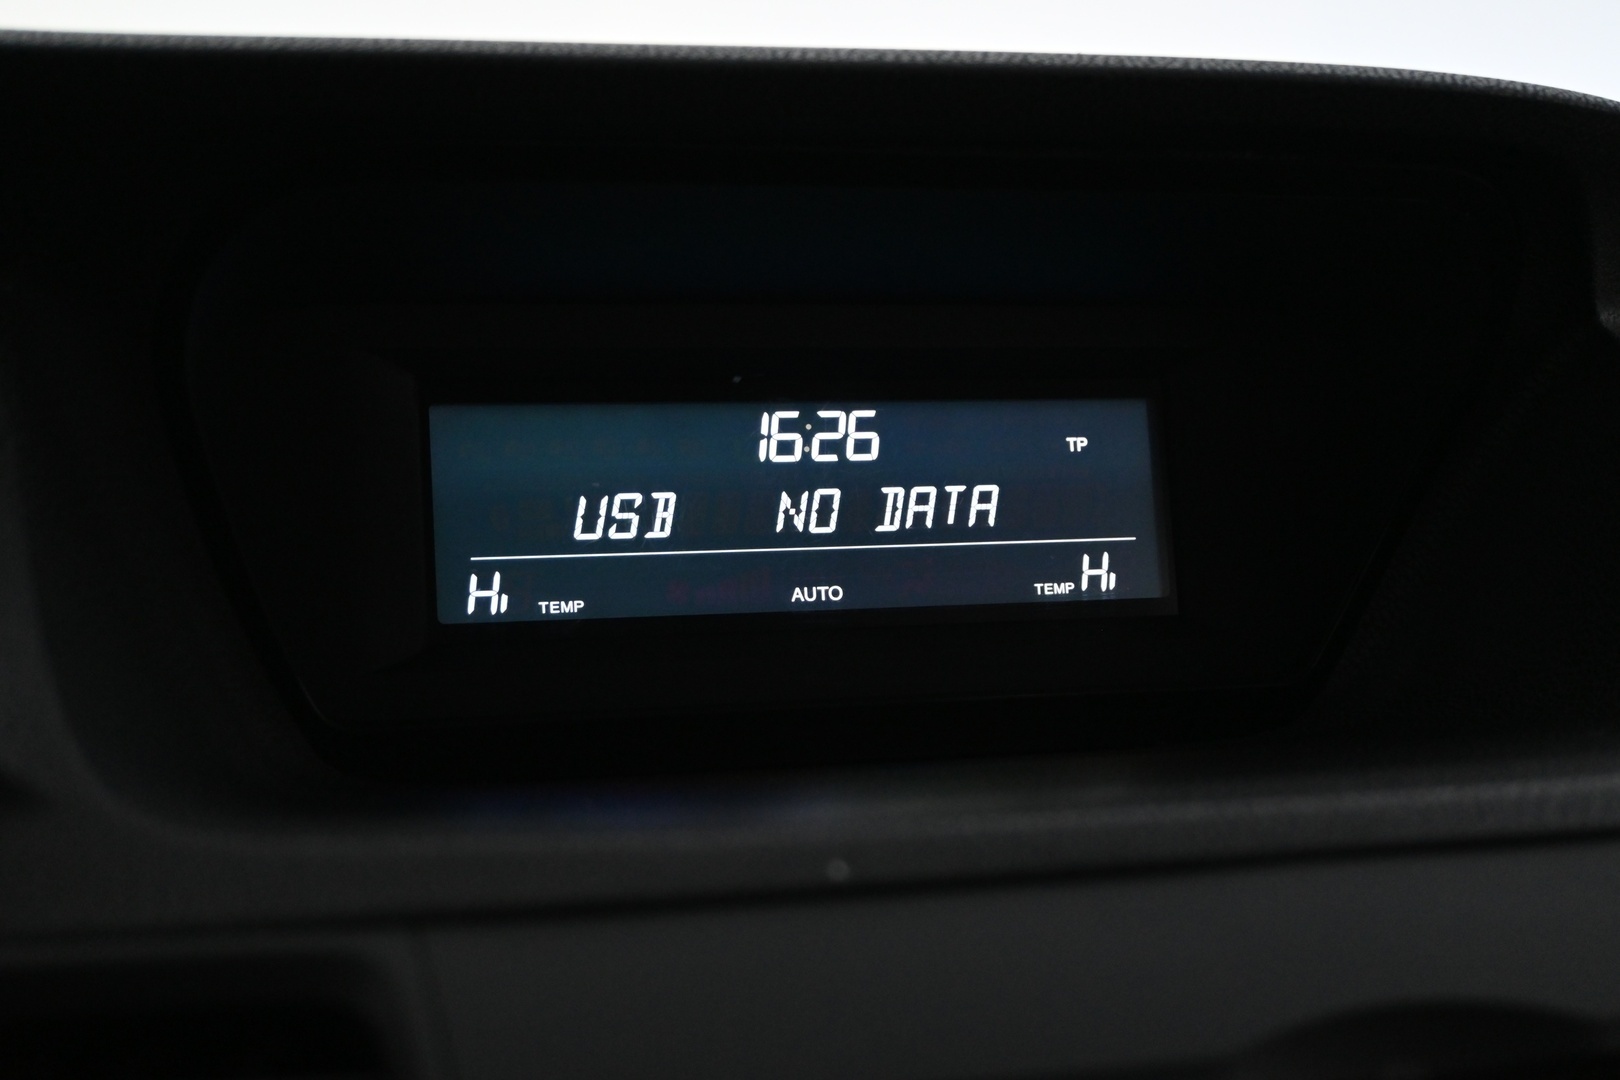 16:26 TP
USB NO DATA
Hi TEMP AUTO TEMP Hi